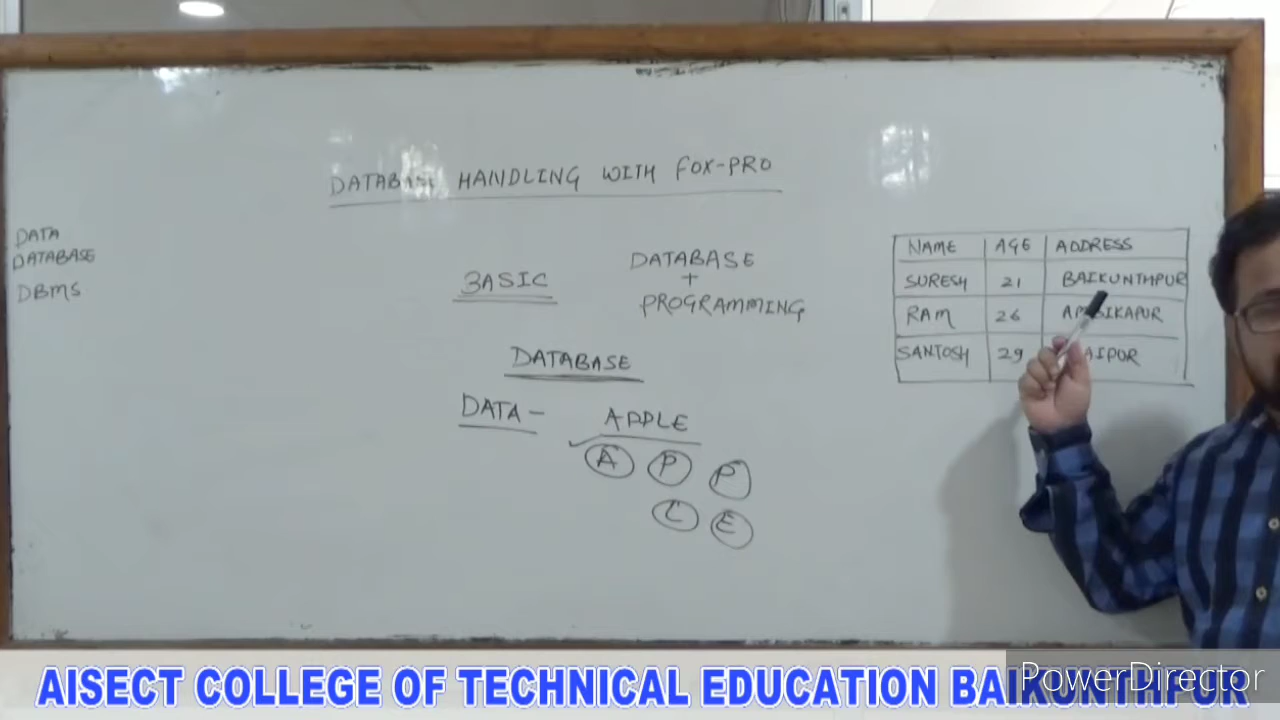 DATABASE HANDLING WITH FOX-PRO
DATA
DATABASE
DBMS
BASIC
DATABASE
+
PROGRAMMING
DATABASE
DATA - APPLE
A P P
L E
NAME AGE ADDRESS
SURESH 21 BAIKUNTHPUR
RAM 26
SANTOSH 29
AISECT COLLEGE OF TECHNICAL EDUCATION BAIKUNTHPUR
PowerDirector